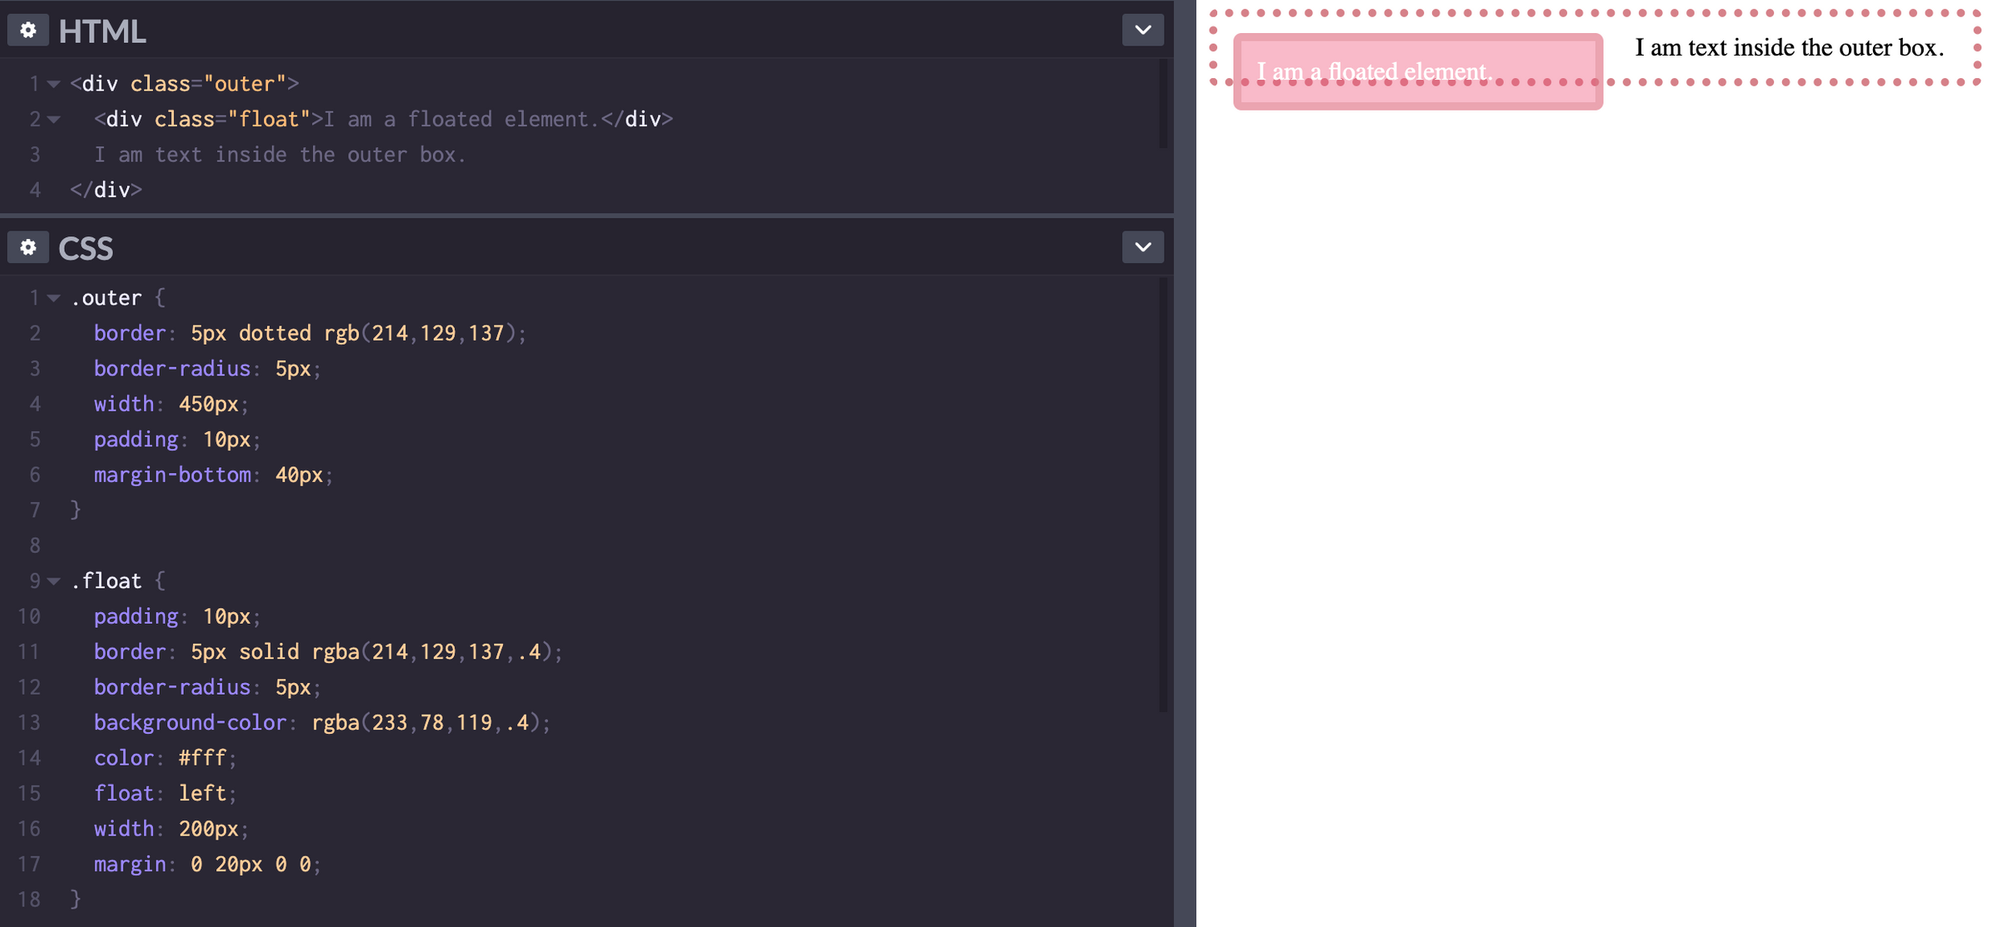 HTML
1 <div class="outer">
2 <div class="float">I am a floated element.</div>
3 I am text inside the outer box.
4 </div>
CSS
1 .outer {
2 border: 5px dotted rgb(214,129,137);
3 border-radius: 5px;
4 width: 450px;
5 padding: 10px;
6 margin-bottom: 40px;
7 }
8
9 .float {
10 padding: 10px;
11 border: 5px solid rgba(214,129,137,.4);
12 border-radius: 5px;
13 background-color: rgba(233,78,119,.4);
14 color: #fff;
15 float: left;
16 width: 200px;
17 margin: 0 20px 0 0;
18 }
I am a floated element.
I am text inside the outer box.